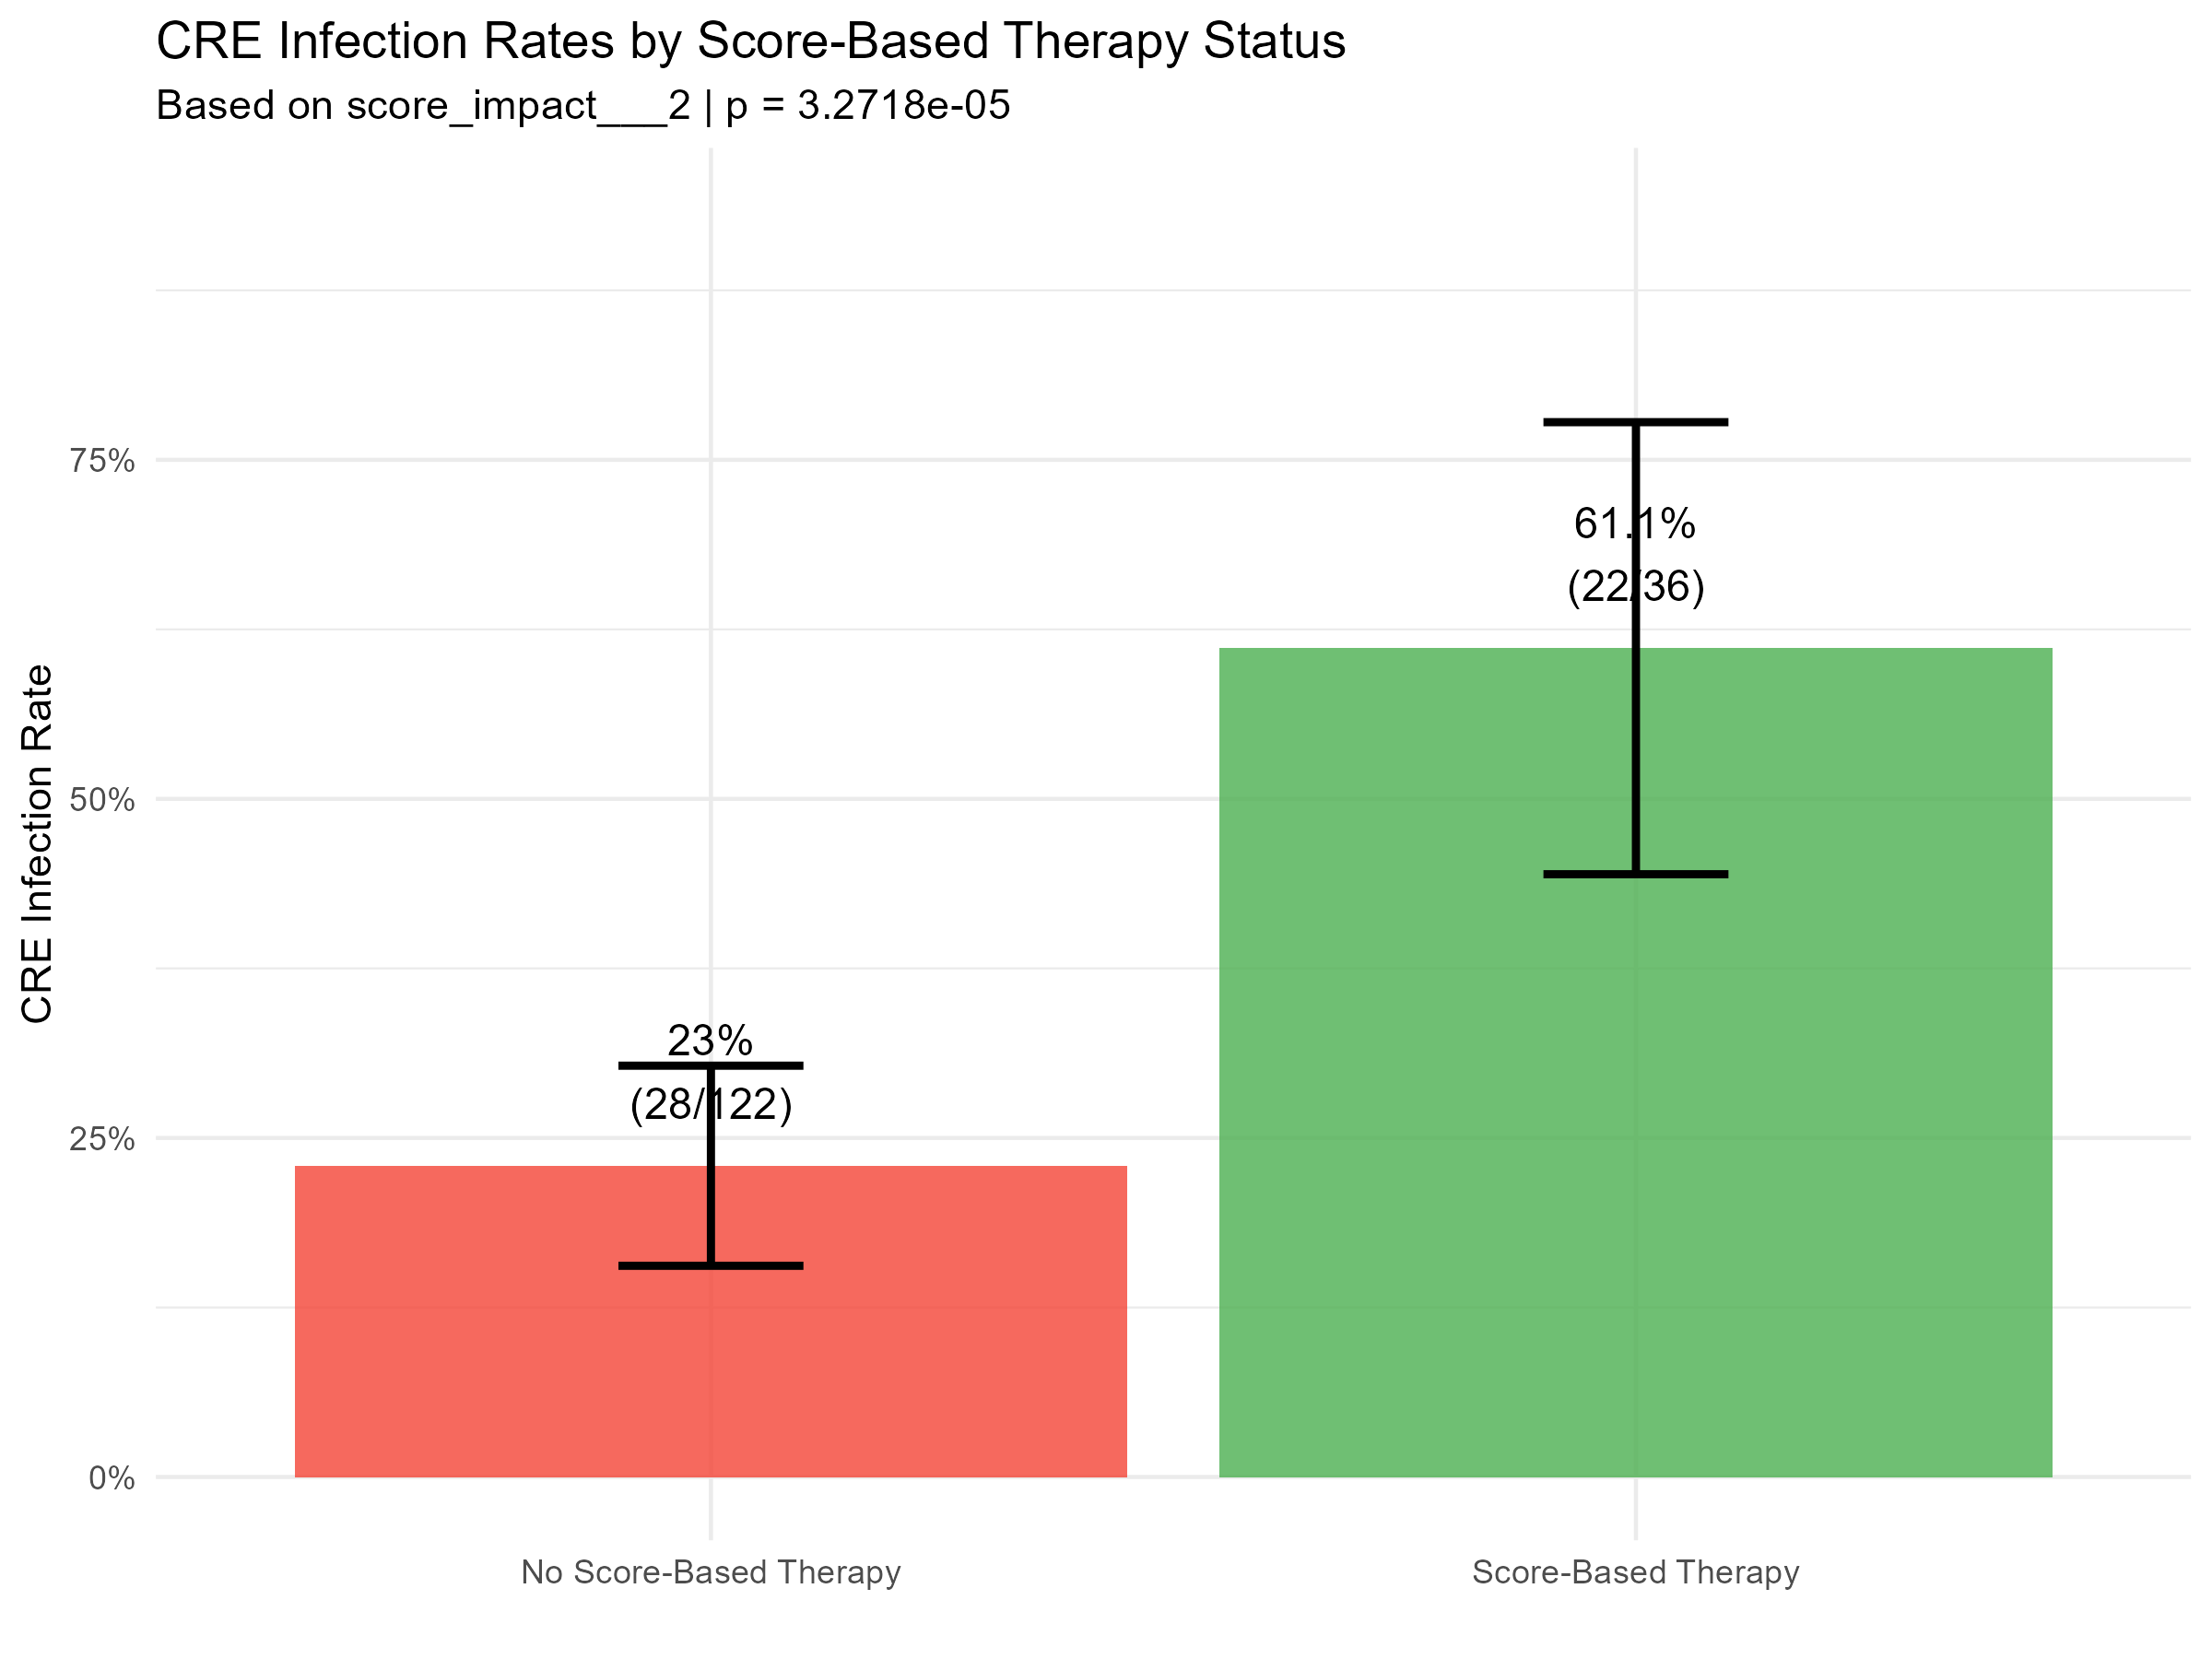 CRE Infection Rates by Score-Based Therapy Status
Based on score_impact___2 | p = 3.2718e-05
75%
61.1%
(22/36)
50%
CRE Infection Rate
23%
(28/122)
25%
0%
No Score-Based Therapy
Score-Based Therapy